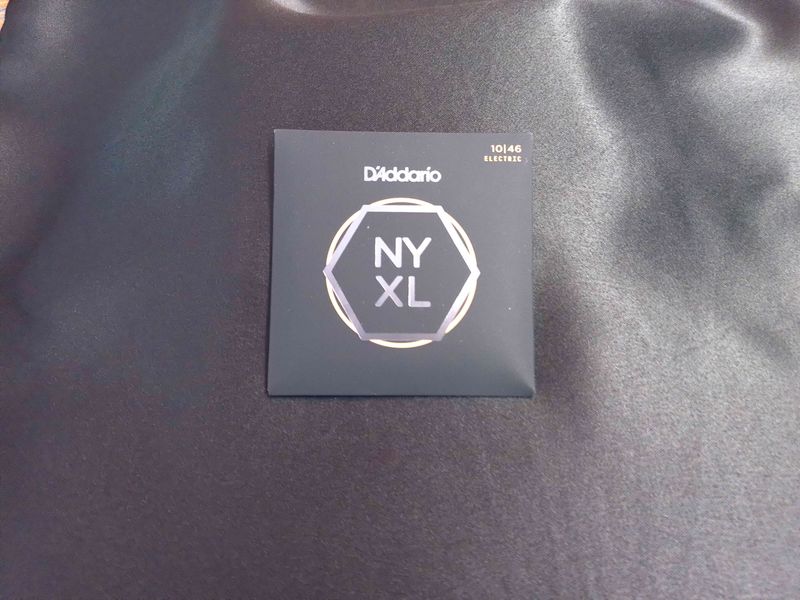 10|46
ELECTRIC
D'Addario
NY
XL